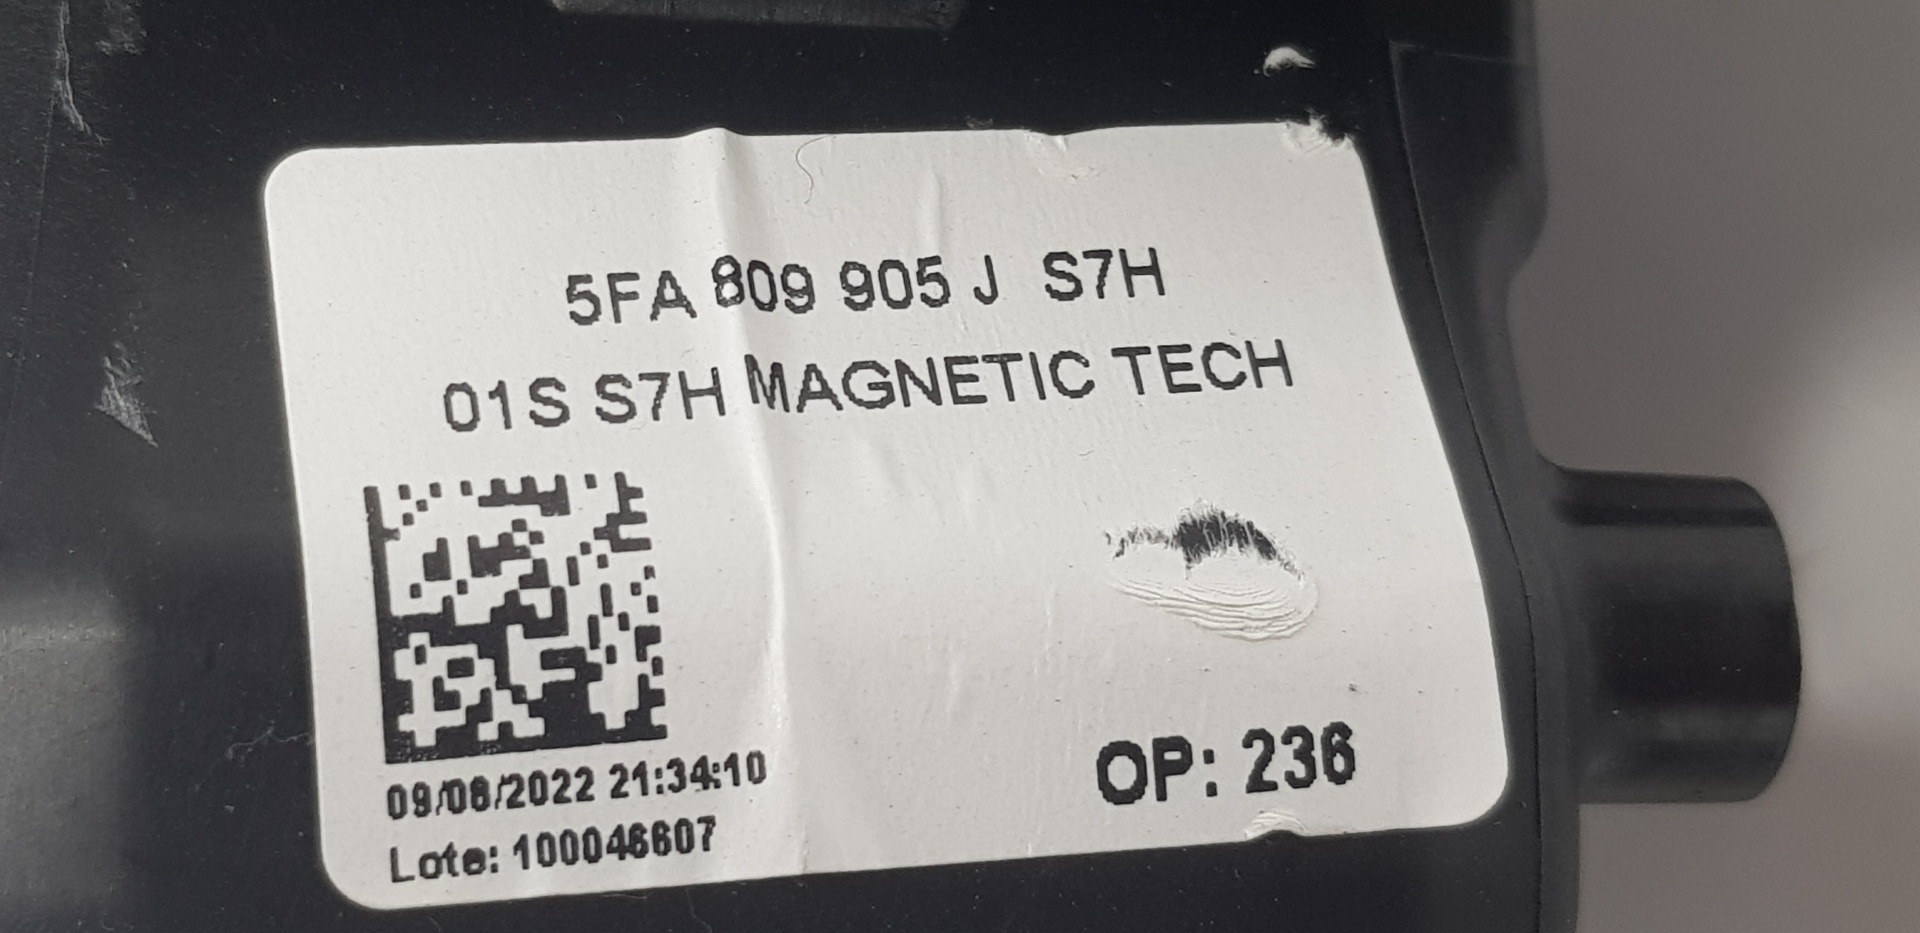 5FA 809 905 J S7H
01S S7H MAGNETIC TECH
09/08/2022 21:34:10
Lote: 100046607
OP: 236